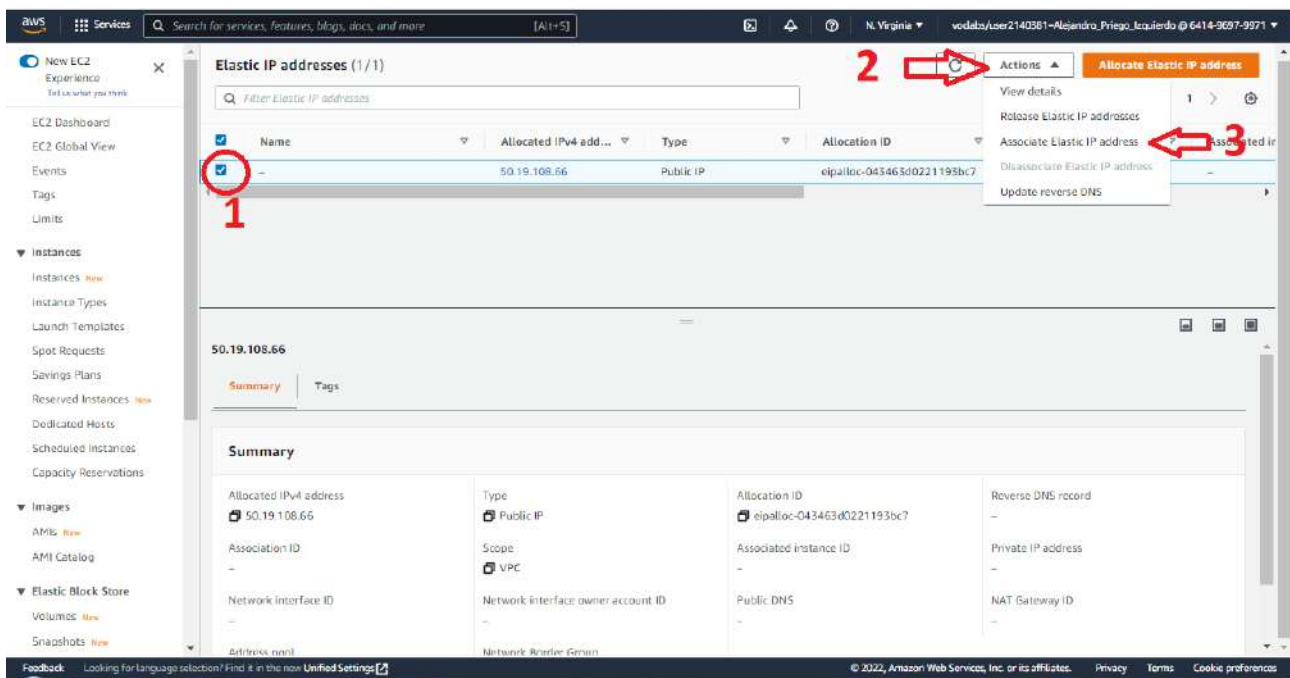 aws Services Search for services, features, blogs, docs, and more [Alt+S] N. Virginia vodabs/user2140381=Alejandro_Priego_Izquierdo @ 6414-9697-9971
New EC2
Experience
Tell us what you think
EC2 Dashboard
EC2 Global View
Events
Tags
Limits
Instances
Instances New
Instance Types
Launch Templates
Spot Requests
Savings Plans
Reserved Instances New
Dedicated Hosts
Scheduled Instances
Capacity Reservations
Images
AMIs New
AMI Catalog
Elastic Block Store
Volumes New
Snapshots New
Elastic IP addresses (1/1)
2
Actions
Allocate Elastic IP address
Filter Elastic IP addresses
1
View details
Release Elastic IP addresses
Associate Elastic IP address
3
Disassociate Elastic IP address
Update reverse DNS
Name Allocated IPv4 add... Type Allocation ID
– 50.19.108.66 Public IP eipalloc-043463d0221193bc7 –
1
50.19.108.66
Summary Tags
Summary
Allocated IPv4 address Type Allocation ID Reverse DNS record
50.19.108.66 Public IP eipalloc-043463d0221193bc7 –
Association ID Scope Associated instance ID Private IP address
– VPC – –
Network interface ID Network interface owner account ID Public DNS NAT Gateway ID
– – – –
Address pool Network Border Group
Feedback Looking for language selection? Find it in the new Unified Settings © 2022, Amazon Web Services, Inc. or its affiliates. Privacy Terms Cookie preferences